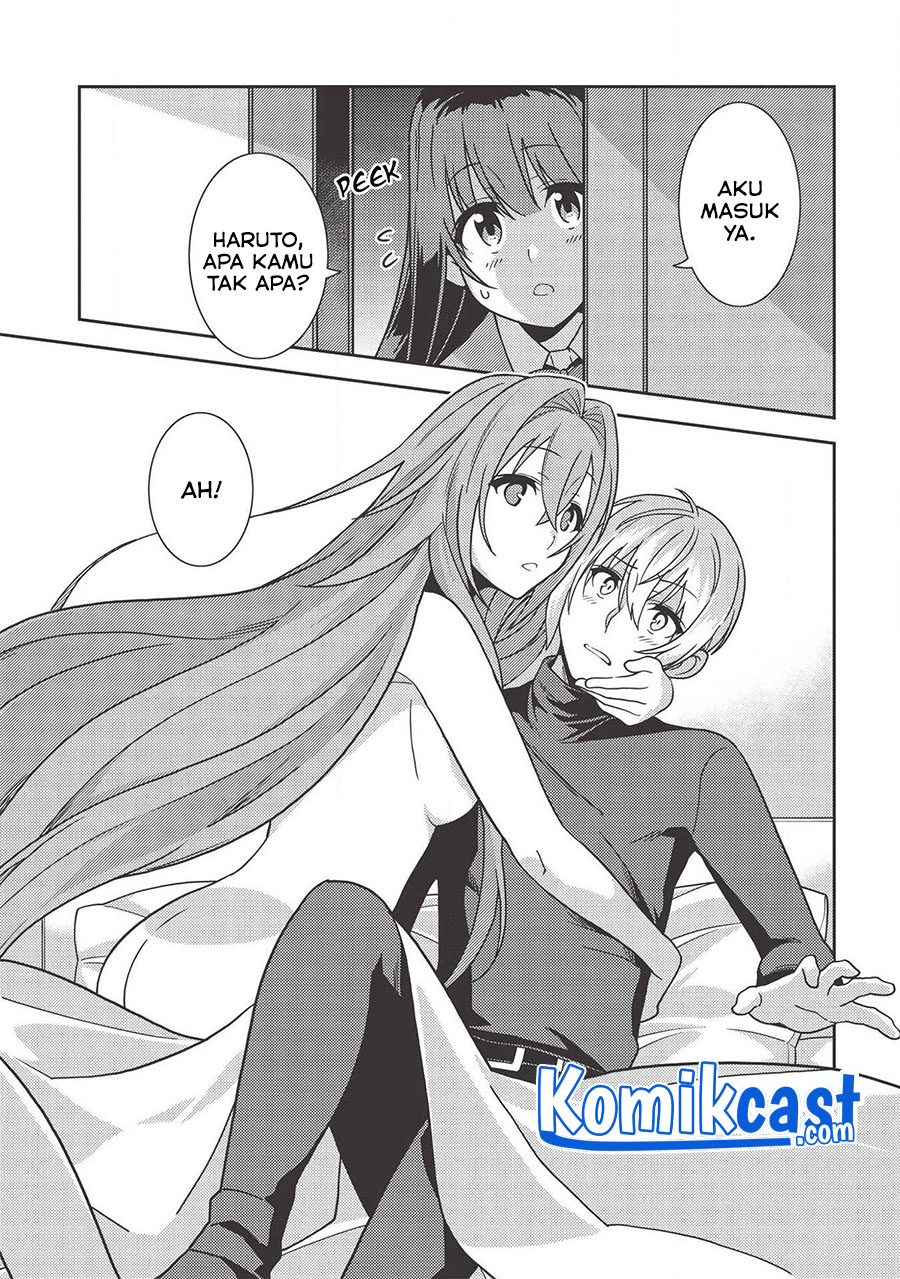 AKU
MASUK
YA.
PEEK
HARUTO,
APA KAMU
TAK APA?
AH!
Komikcast
.com